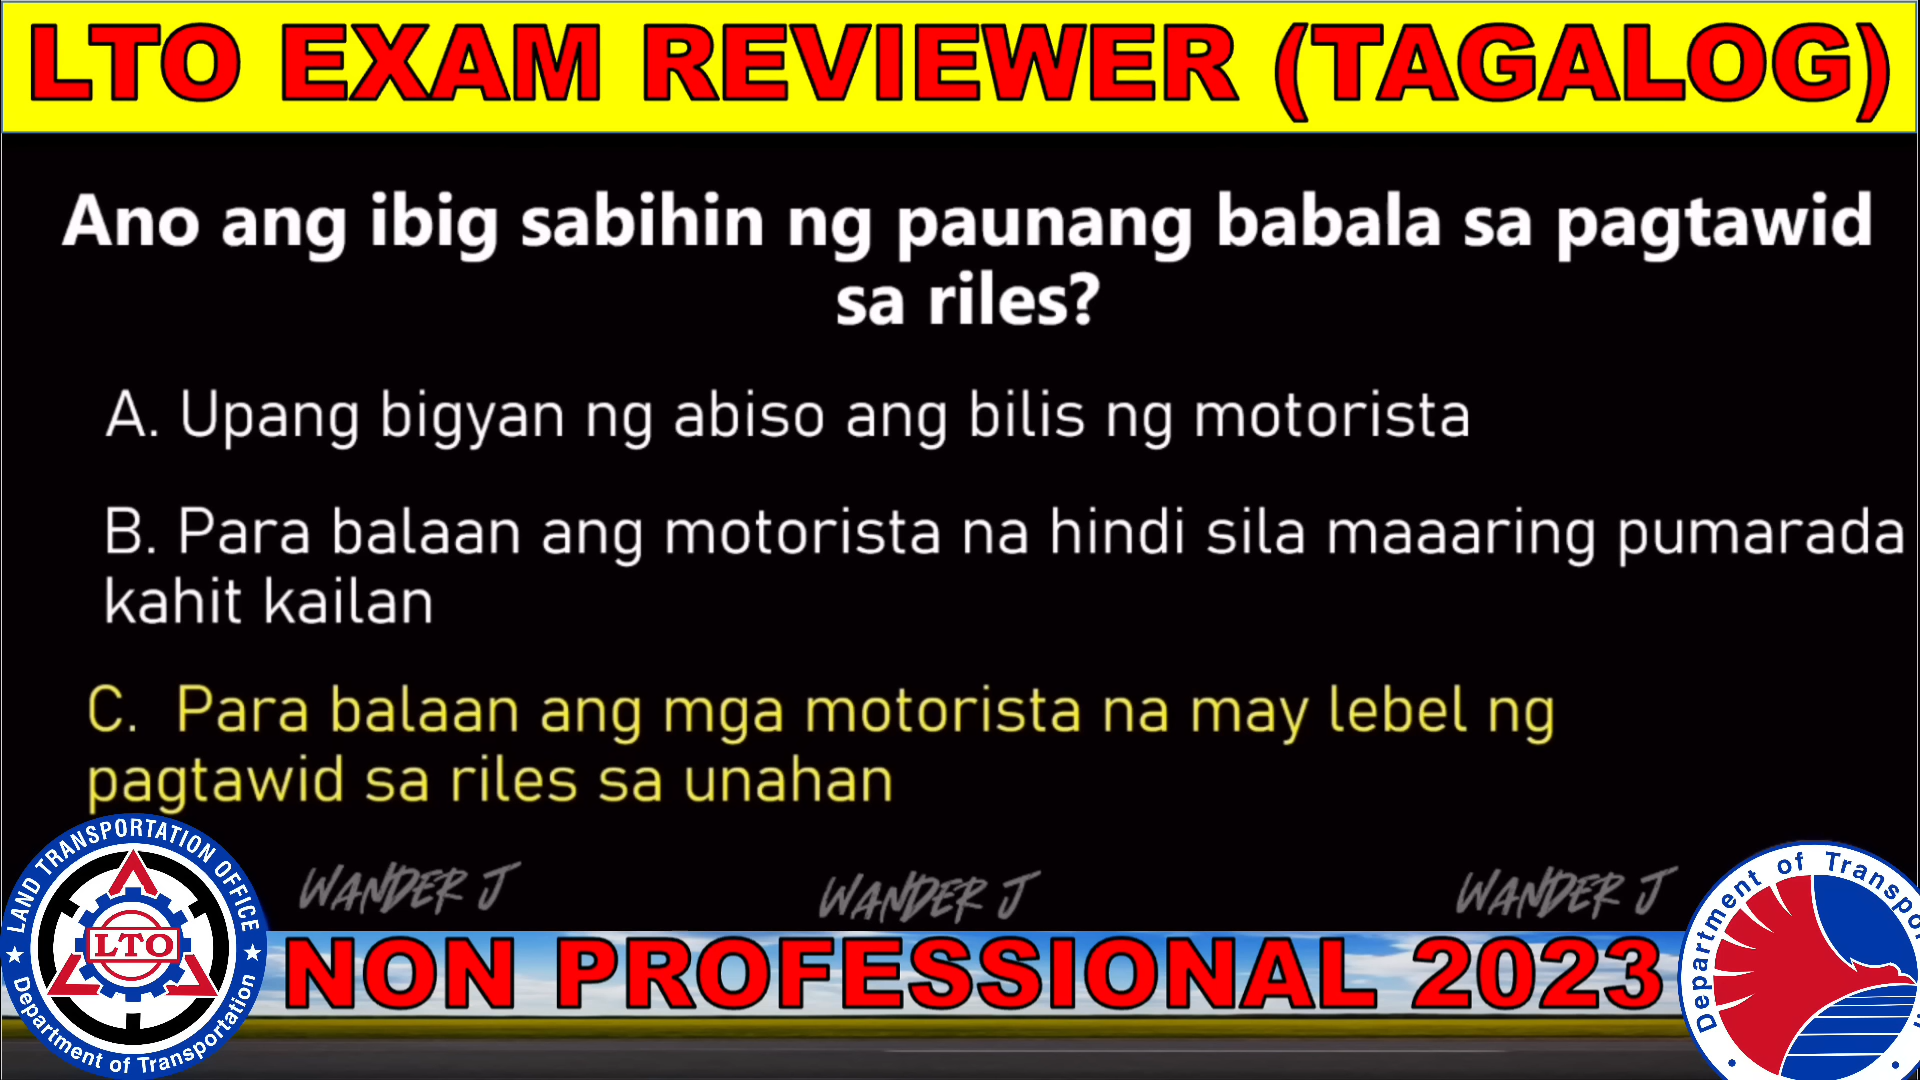 LTO EXAM REVIEWER (TAGALOG)
Ano ang ibig sabihin ng paunang babala sa pagtawid
sa riles?
A. Upang bigyan ng abiso ang bilis ng motorista
B. Para balaan ang motorista na hindi sila maaaring pumarada
kahit kailan
C. Para balaan ang mga motorista na may lebel ng
pagtawid sa riles sa unahan
WANDER J
WANDER J
WANDER J
LAND TRANSPORTATION OFFICE
LTO
Department of Transportation
NON PROFESSIONAL 2023
Department of Transpor